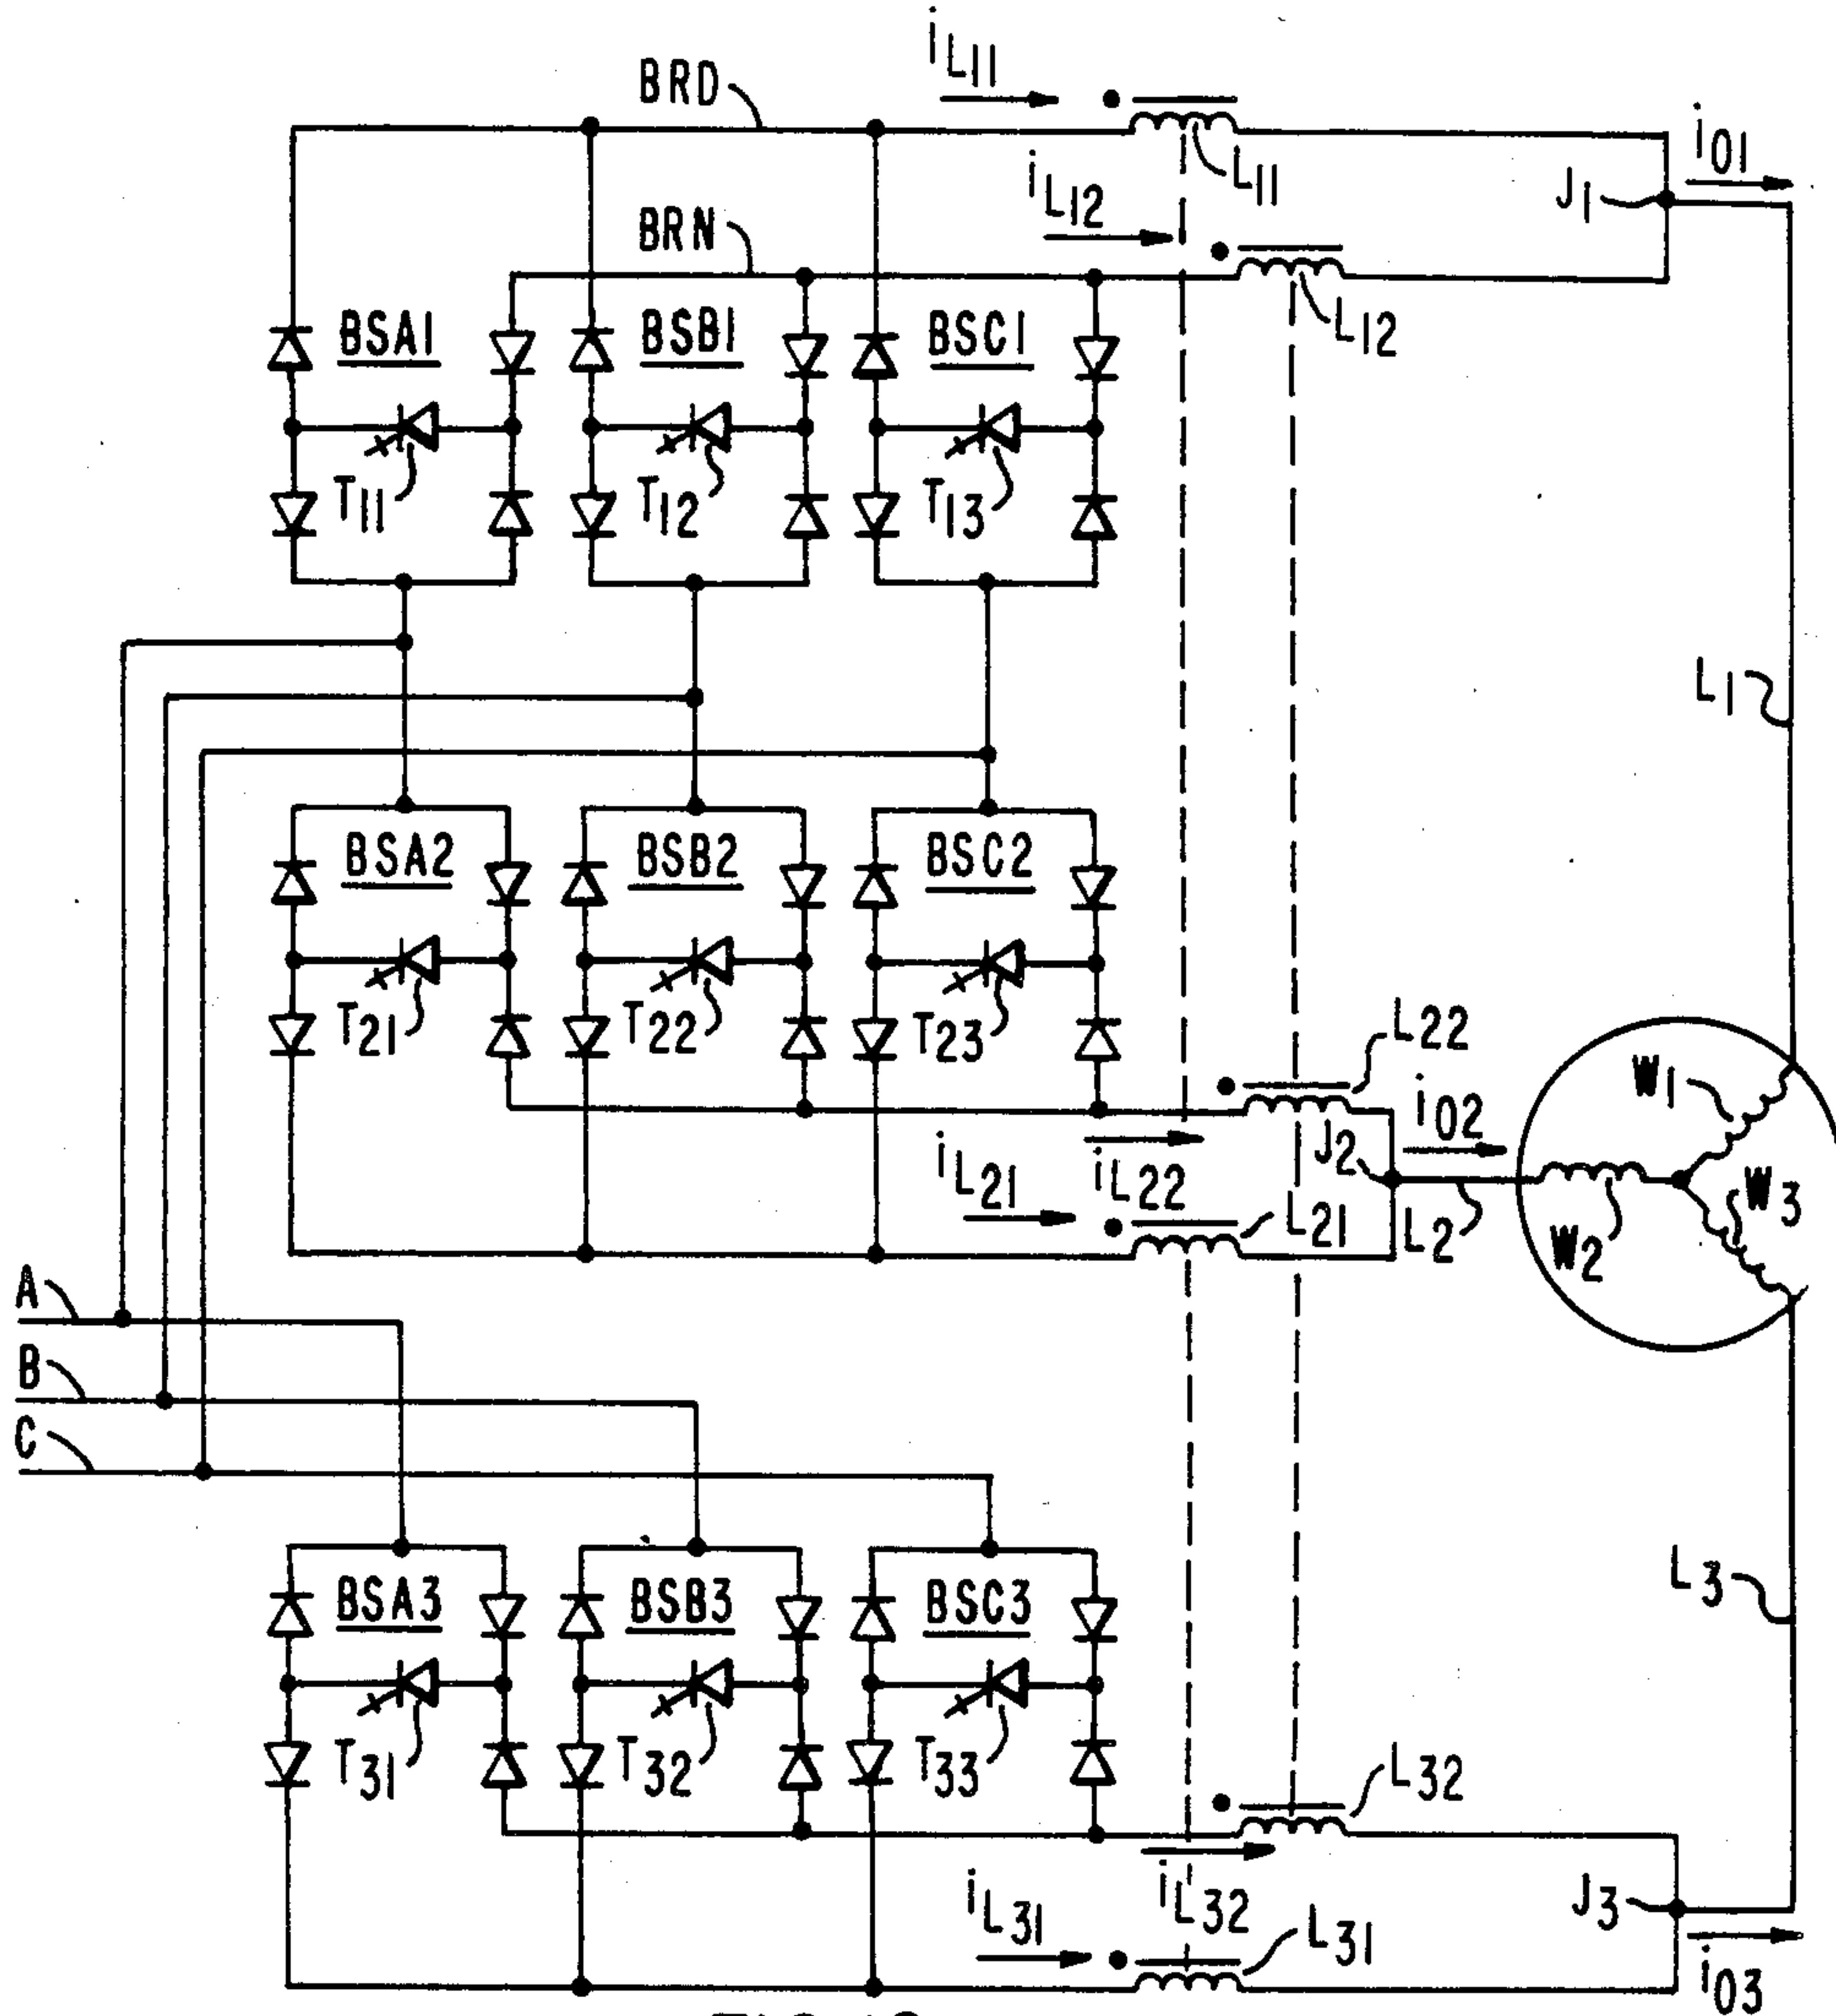 iL11
BRD
i01
iL12
L11
J1
BRN
L12
BSA1 BSB1 BSC1
T11 T12 T13
L1
BSA2 BSB2 BSC2
T21 T22 T23
L22
W1
i02
J2
iL21 iL22
L21
L2
W2
W3
A
B
C
L3
BSA3 BSB3 BSC3
T31 T32 T33
L32
iL31 iL32
L31
J3
i03